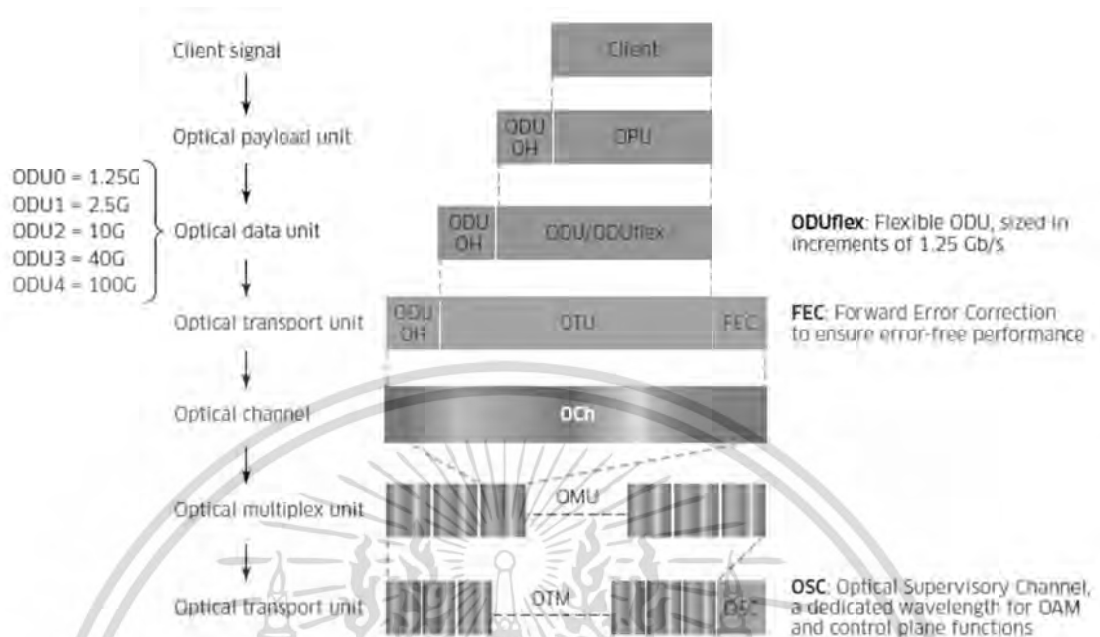 Client signal
Client
Optical payload unit
ODU
OH
OPU
ODU0 = 1.25G
ODU1 = 2.5G
ODU2 = 10G
ODU3 = 40G
ODU4 = 100G
Optical data unit
ODU
OH
ODU/ODUflex
ODUflex: Flexible ODU, sized in
increments of 1.25 Gb/s
Optical transport unit
ODU
OH
OTU
FEC
FEC: Forward Error Correction
to ensure error-free performance
Optical channel
OCh
Optical multiplex unit
OMU
Optical transport unit
OTM
OSC
OSC: Optical Supervisory Channel,
a dedicated wavelength for OAM
and control plane functions